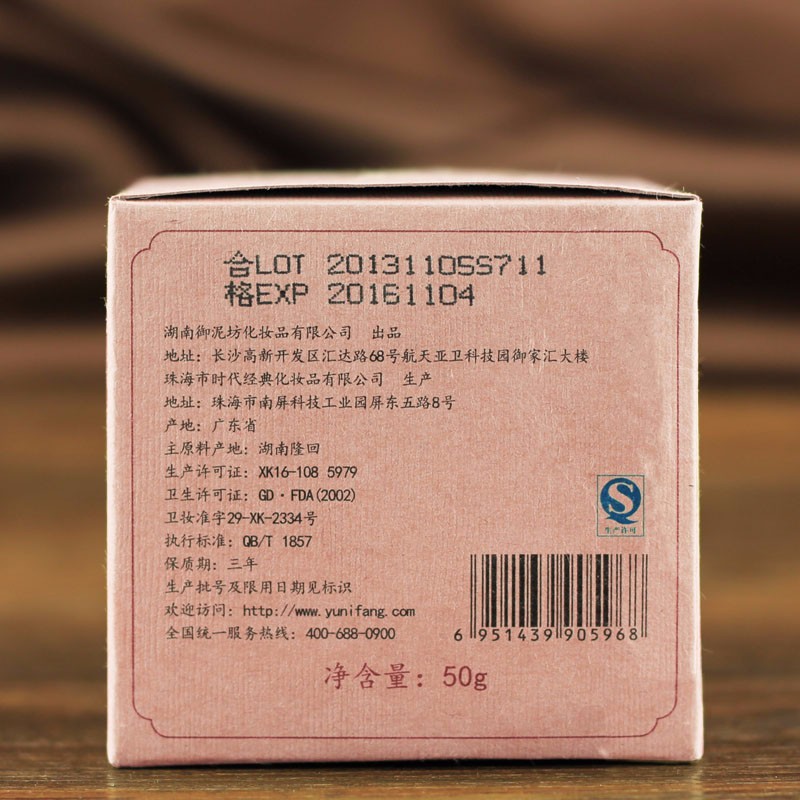 合LOT 20131105SS711
格EXP 20161104
湖南御泥坊化妆品有限公司 出品
地址：长沙高新开发区汇达路68号航天亚卫科技园御家汇大楼
珠海市时代经典化妆品有限公司 生产
地址：珠海市南屏科技工业园屏东五路8号
产地：广东省
主原料产地：湖南隆回
生产许可证：XK16-108 5979
卫生许可证：GD·FDA(2002)
卫妆准字29-XK-2334号
执行标准：QB/T 1857
保质期：三年
生产批号及限用日期见标识
欢迎访问：http://www.yunifang.com
全国统一服务热线：400-688-0900
QS
生产许可
6 951439 905968
净含量：50g